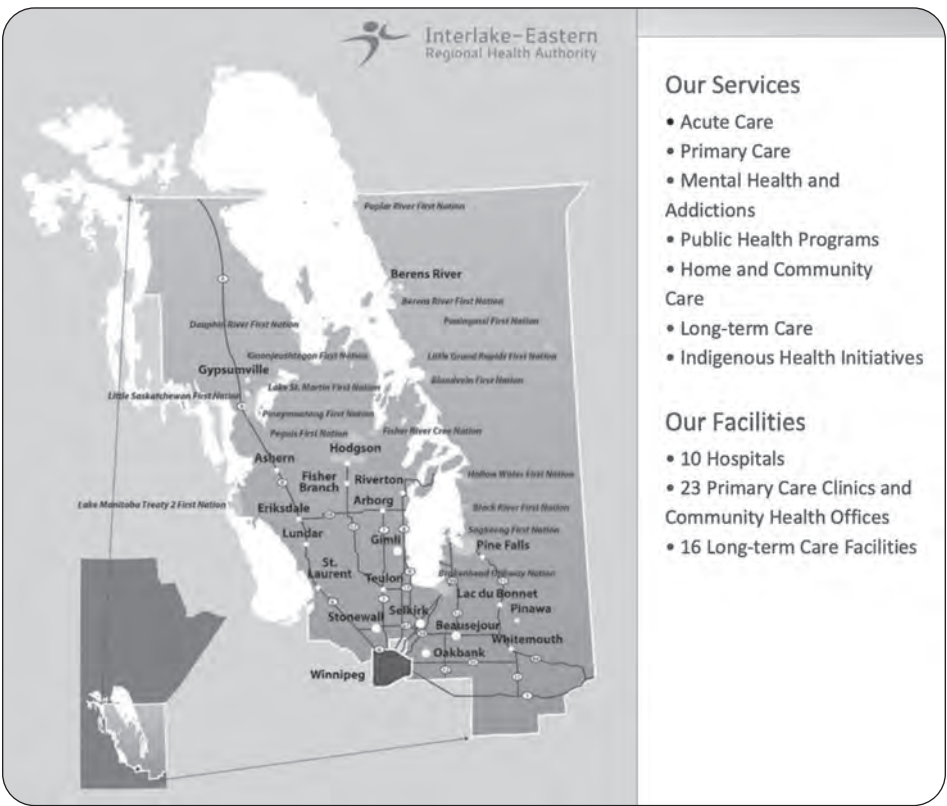 Interlake-Eastern
Regional Health Authority
Poplar River First Nation
Berens River
Berens River First Nation
Pauingassi First Nation
Dauphin River First Nation
Kinonjeoshtegon First Nation
Little Grand Rapids First Nation
Gypsumville
Bloodvein First Nation
Lake St. Martin First Nation
Little Saskatchewan First Nation
Pinaymootang First Nation
Peguis First Nation
Fisher River Cree Nation
Hodgson
Ashern
Fisher
Branch
Riverton
Hollow Water First Nation
Arborg
Lake Manitoba Treaty 2 First Nation
Eriksdale
Black River First Nation
Lundar
Sagkeeng First Nation
Gimli
Pine Falls
St.
Laurent
Teulon
Brokenhead Ojibway Nation
Lac du Bonnet
Pinawa
Stonewall
Selkirk
Beausejour
Whitemouth
Oakbank
Winnipeg
Our Services
• Acute Care
• Primary Care
• Mental Health and
Addictions
• Public Health Programs
• Home and Community
Care
• Long-term Care
• Indigenous Health Initiatives
Our Facilities
• 10 Hospitals
• 23 Primary Care Clinics and
Community Health Offices
• 16 Long-term Care Facilities